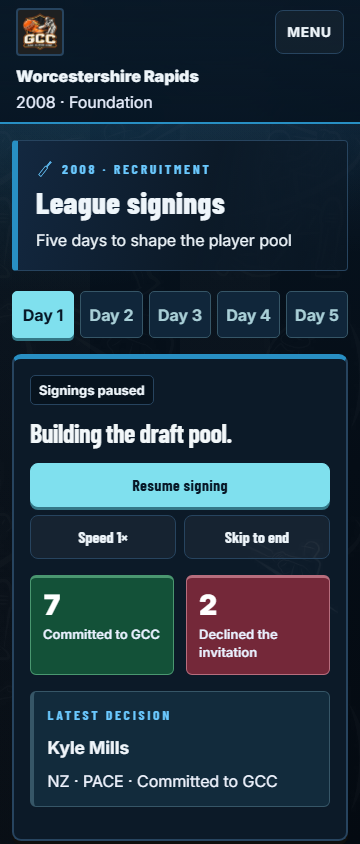 GCC
MENU
Worcestershire Rapids
2008 · Foundation
2008 · RECRUITMENT
League signings
Five days to shape the player pool
Day 1
Day 2
Day 3
Day 4
Day 5
Signings paused
Building the draft pool.
Resume signing
Speed 1×
Skip to end
7
Committed to GCC
2
Declined the
invitation
LATEST DECISION
Kyle Mills
NZ · PACE · Committed to GCC